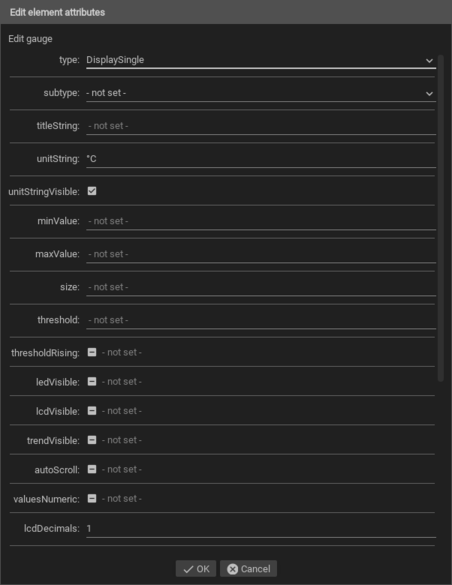 Edit element attributes
Edit gauge
type: DisplaySingle
subtype: - not set -
titleString: - not set -
unitString: °C
unitStringVisible:
minValue: - not set -
maxValue: - not set -
size: - not set -
threshold: - not set -
thresholdRising: - not set -
ledVisible: - not set -
lcdVisible: - not set -
trendVisible: - not set -
autoScroll: - not set -
valuesNumeric: - not set -
lcdDecimals: 1
OK Cancel